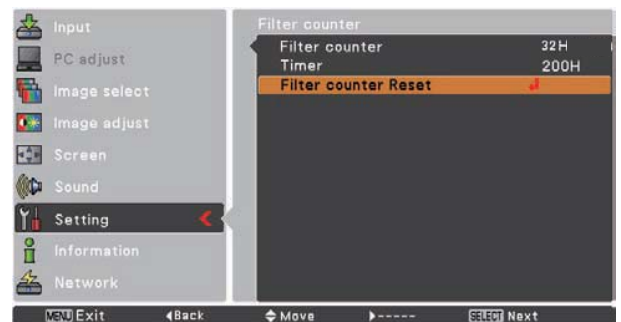 Input
PC adjust
Image select
Image adjust
Screen
Sound
Setting
Information
Network
Filter counter
Filter counter 32H
Timer 200H
Filter counter Reset
MENU Exit Back Move ----- SELECT Next